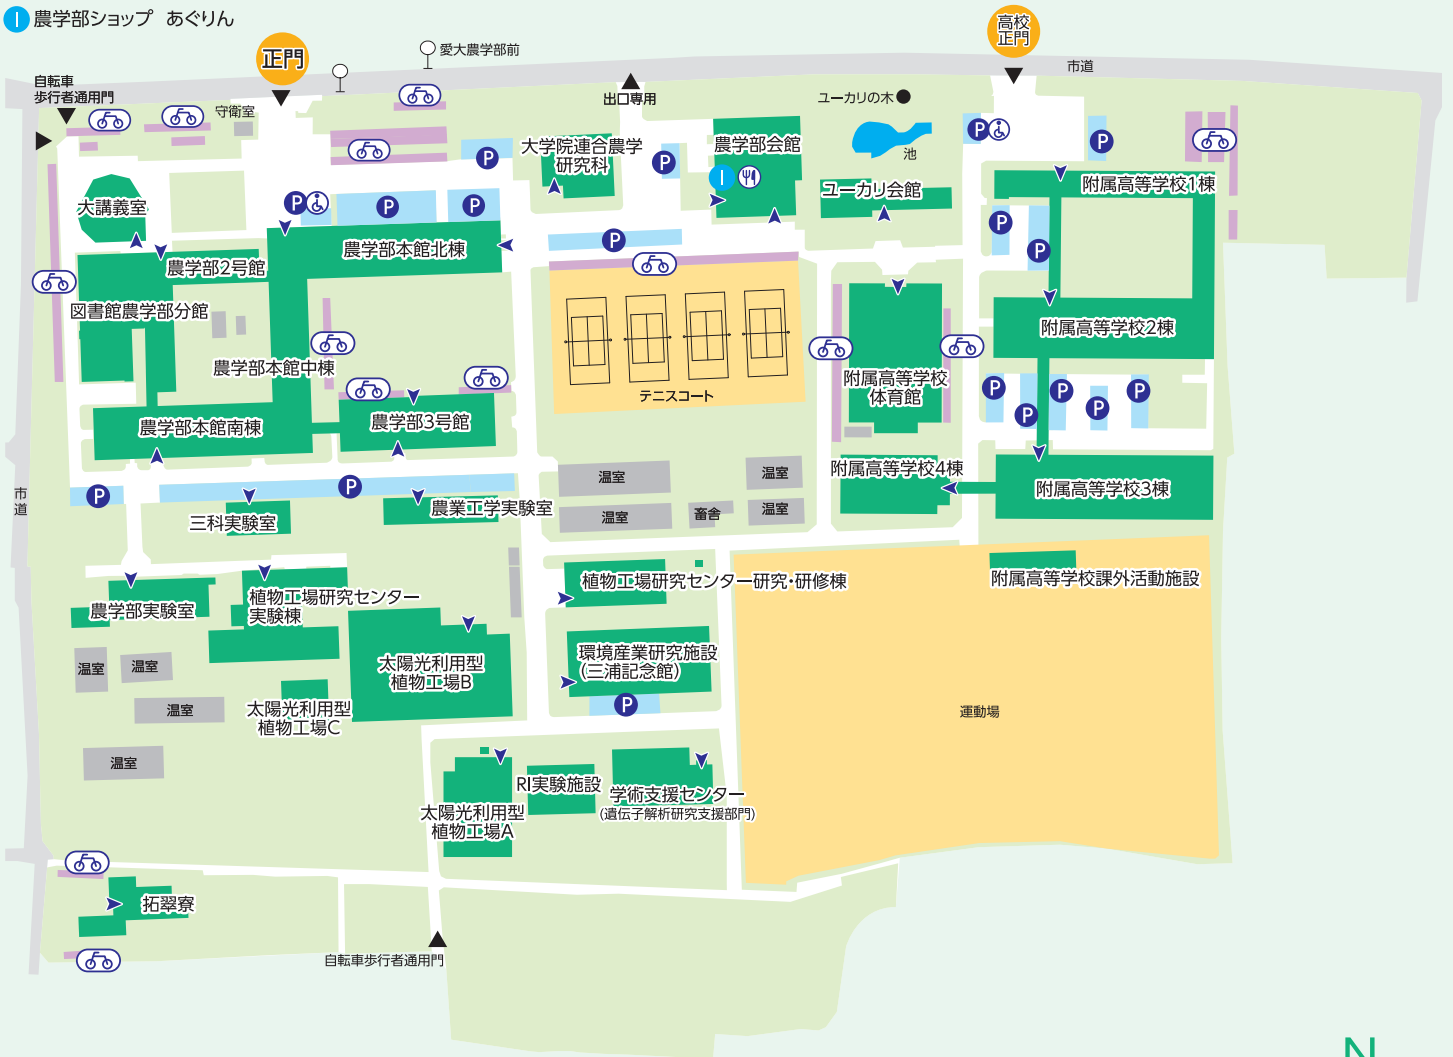 I 農学部ショップ あぐりん
正門
高校
正門
愛大農学部前
市道
自転車
歩行者通用門
守衛室
出口専用
ユーカリの木
池
大学院連合農学
研究科
農学部会館
I
ユーカリ会館
附属高等学校1棟
大講義室
P
P
P
P
P
P
P
P
P
P
農学部本館北棟
農学部2号館
図書館農学部分館
農学部本館中棟
附属高等学校2棟
附属高等学校
体育館
テニスコート
農学部3号館
農学部本館南棟
P
P
P
P
P
附属高等学校4棟
附属高等学校3棟
温室
温室
温室
温室
畜舎
市道
P
P
三科実験室
農業工学実験室
植物工場研究センター研究・研修棟
附属高等学校課外活動施設
農学部実験室
植物工場研究センター
実験棟
環境産業研究施設
(三浦記念館)
太陽光利用型
植物工場B
温室
温室
温室
温室
太陽光利用型
植物工場C
P
運動場
RI実験施設
学術支援センター
(遺伝子解析研究支援部門)
太陽光利用型
植物工場A
拓翠寮
自転車歩行者通用門
N